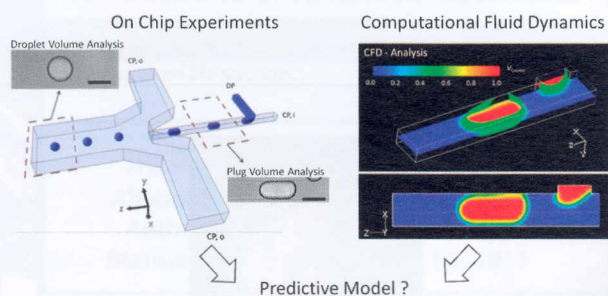 On Chip Experiments
Droplet Volume Analysis
CP, o
DP
CP, i
Plug Volume Analysis
y
z
x
CP, o
Computational Fluid Dynamics
CFD - Analysis
0.0 0.2 0.4 0.6 0.8 1.0
X
Z
Y
X
Z
Predictive Model ?